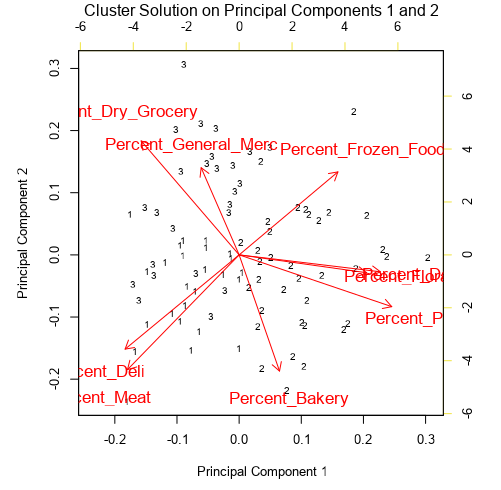 Cluster Solution on Principal Components 1 and 2
-6 -4 -2 0 2 4 6
nt_Dry_Grocery
Percent_General_Merc
Percent_Frozen_Food
Percent_Flora
Percent_P
cent_Deli
cent_Meat
Percent_Bakery
0.3
0.2
0.1
0.0
-0.1
-0.2
6
4
2
0
-2
-4
-6
Principal Component 2
-0.2 -0.1 0.0 0.1 0.2 0.3
Principal Component 1